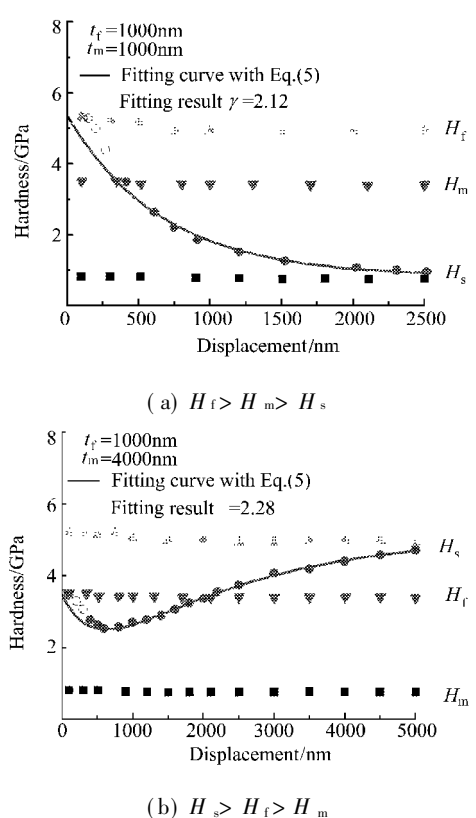 t_f=1000nm
t_m=1000nm
Fitting curve with Eq.(5)
Fitting result γ=2.12
Hardness/GPa
8
6
4
2
H_f
H_m
H_s
0 500 1000 1500 2000 2500
Displacement/nm
(a) H_f > H_m > H_s
t_f=1000nm
t_m=4000nm
Fitting curve with Eq.(5)
Fitting result =2.28
Hardness/GPa
8
6
4
2
H_s
H_f
H_m
0 1000 2000 3000 4000 5000
Displacement/nm
(b) H_s > H_f > H_m